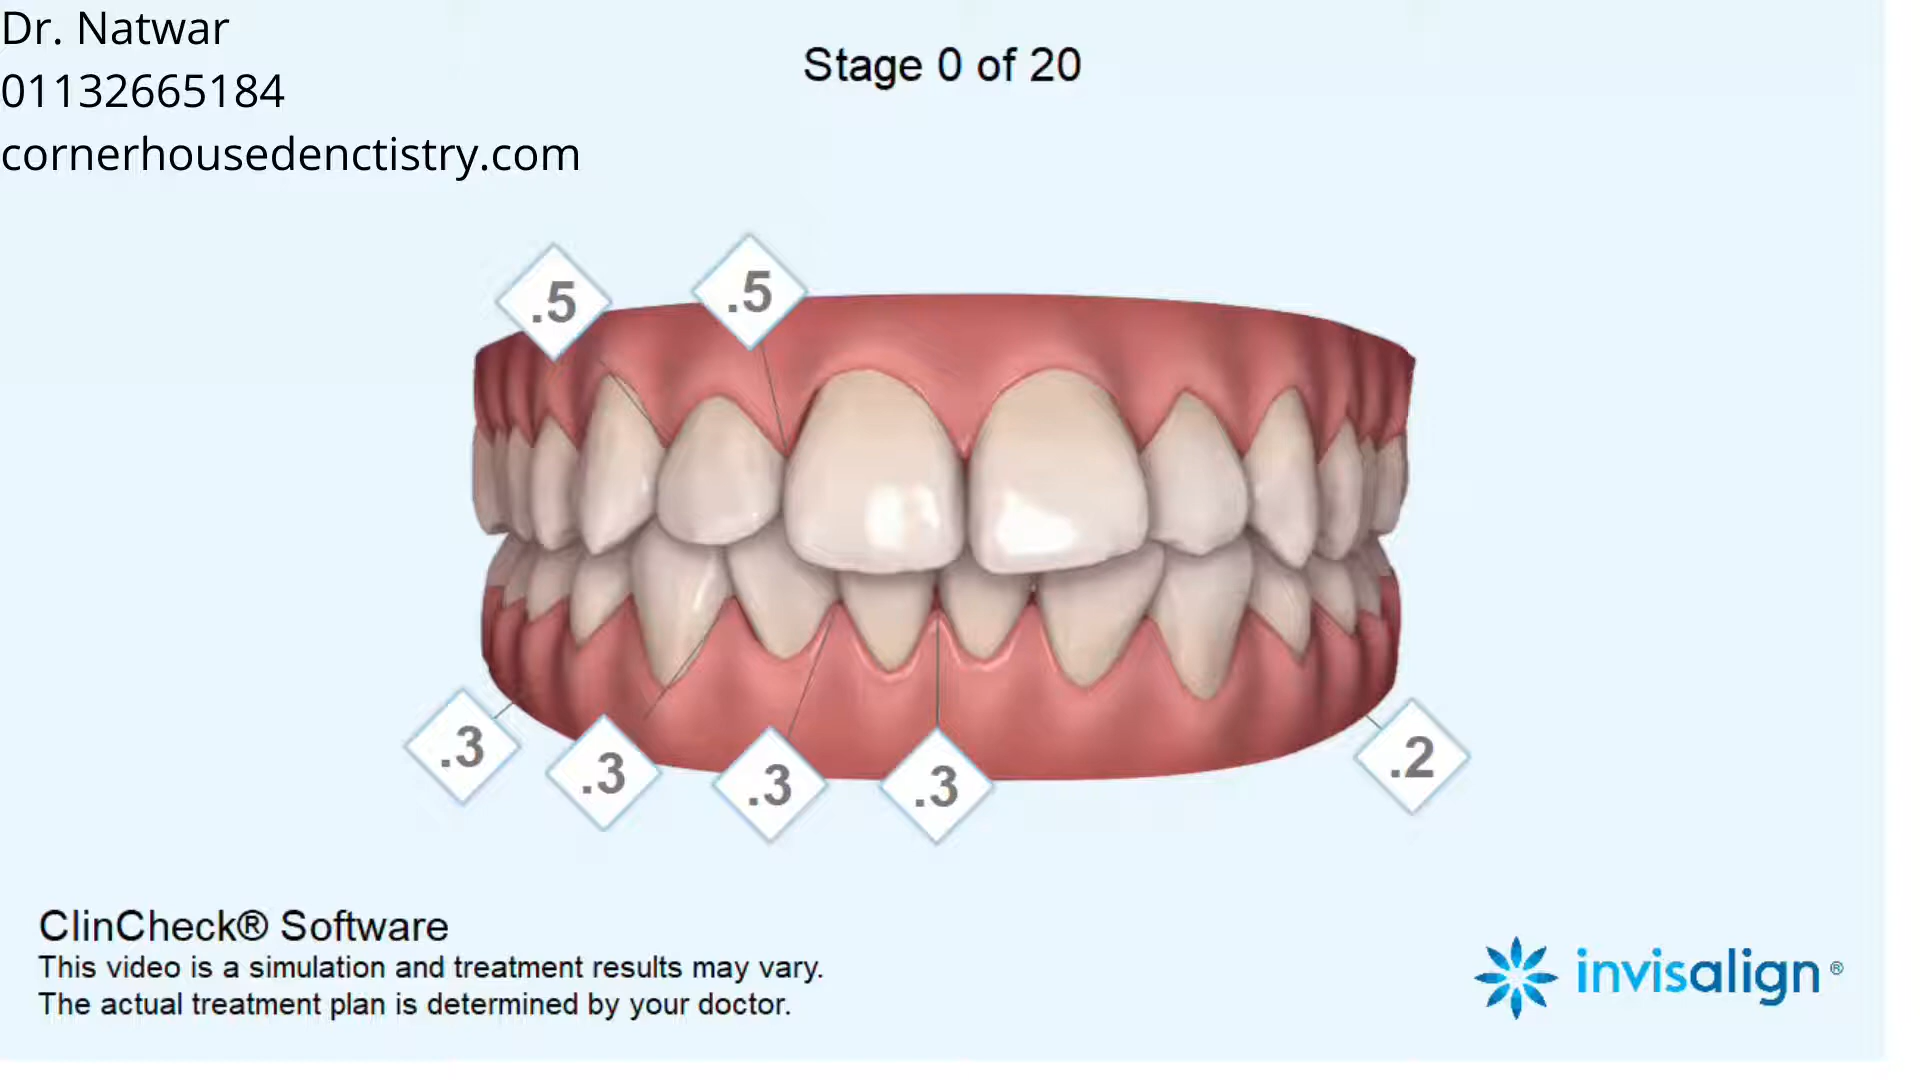 Dr. Natwar
01132665184
cornerhousedenctistry.com
Stage 0 of 20
.5
.5
.3
.3
.3
.3
.2
ClinCheck® Software
This video is a simulation and treatment results may vary.
The actual treatment plan is determined by your doctor.
invisalign®